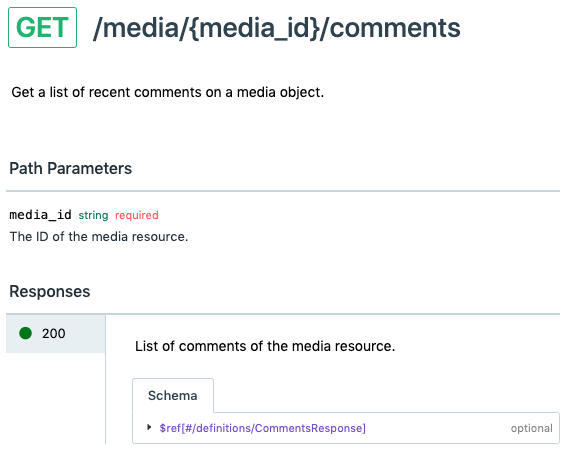 GET /media/{media_id}/comments
Get a list of recent comments on a media object.
Path Parameters
media_id string required
The ID of the media resource.
Responses
200
List of comments of the media resource.
Schema
$ref[#/definitions/CommentsResponse] optional